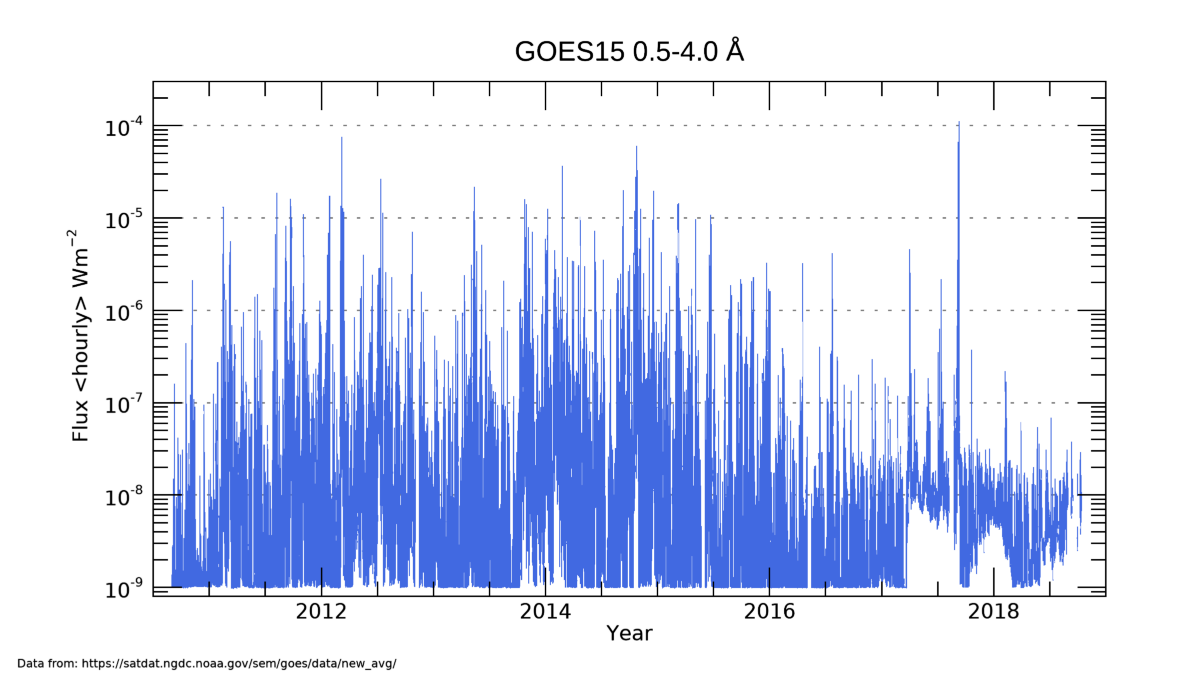 GOES15 0.5-4.0 Å
Flux <hourly> Wm⁻²
10⁻⁴
10⁻⁵
10⁻⁶
10⁻⁷
10⁻⁸
10⁻⁹
2012 2014 2016 2018
Year
Data from: https://satdat.ngdc.noaa.gov/sem/goes/data/new_avg/